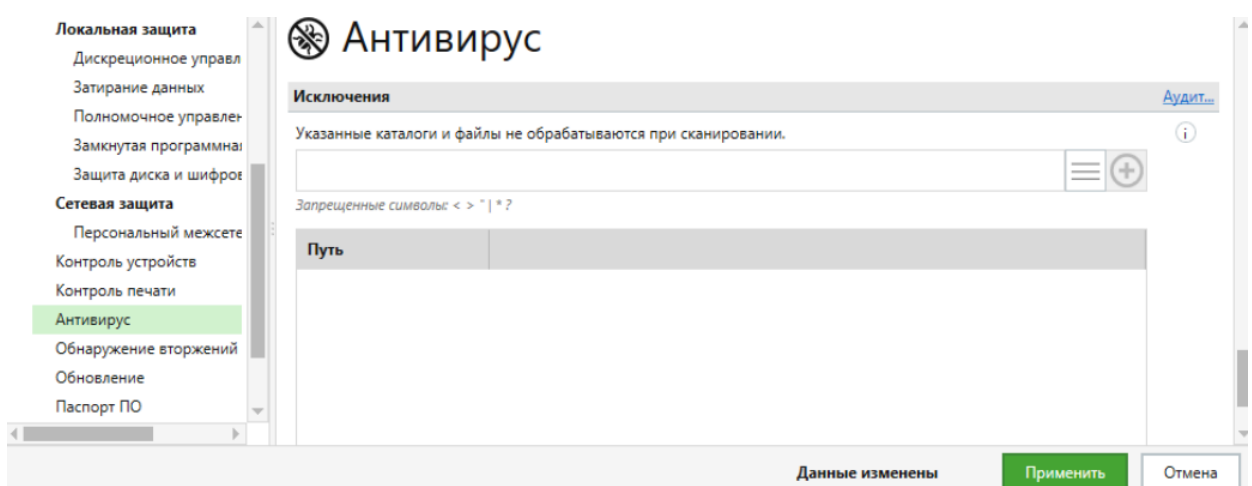 Локальная защита
Дискреционное управл
Затирание данных
Полномочное управлен
Замкнутая программна
Защита диска и шифров
Сетевая защита
Персональный межсете
Контроль устройств
Контроль печати
Антивирус
Обнаружение вторжений
Обновление
Паспорт ПО
Антивирус
Исключения
Аудит...
Указанные каталоги и файлы не обрабатываются при сканировании.
Запрещенные символы: < > " | * ?
Путь
Данные изменены
Применить
Отмена